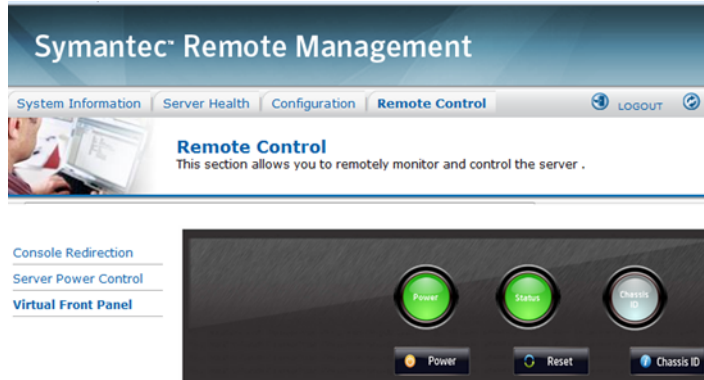 Symantec™ Remote Management
System Information Server Health Configuration Remote Control LOGOUT
Remote Control
This section allows you to remotely monitor and control the server .
Console Redirection
Server Power Control
Virtual Front Panel
Power Status Chassis ID
Power Reset Chassis ID